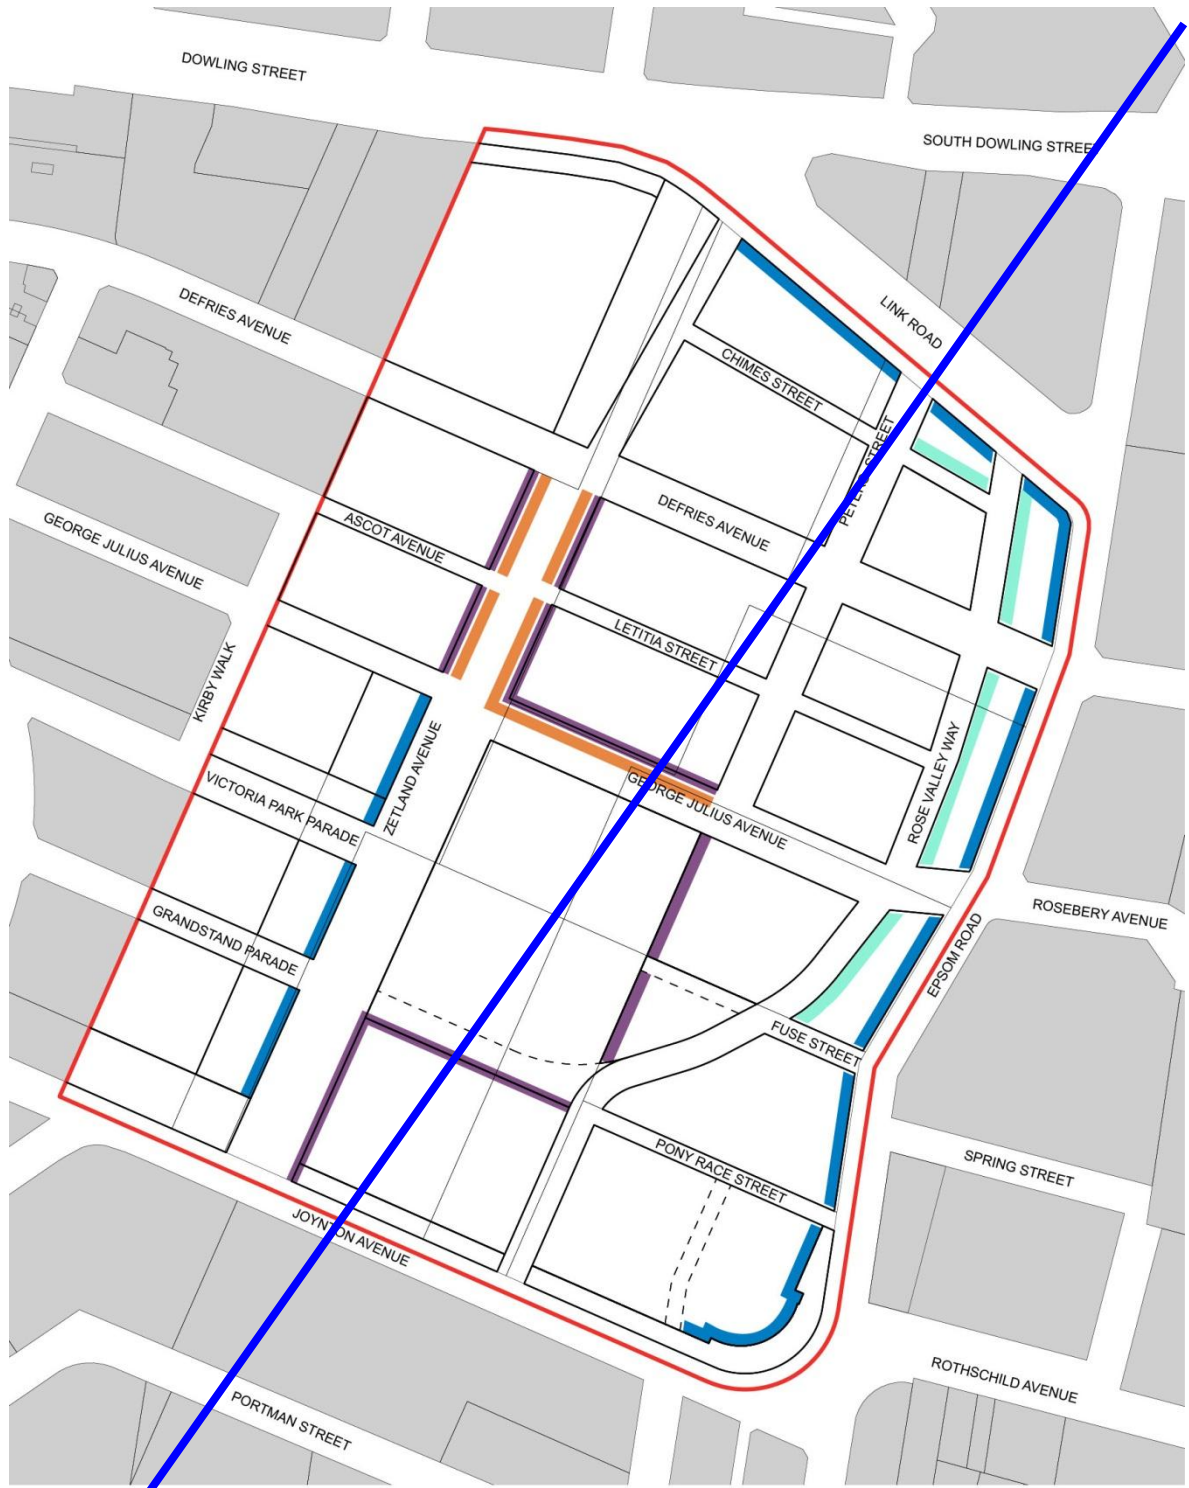 DOWLING STREET
SOUTH DOWLING STREET
DEFRIES AVENUE
LINK ROAD
CHIMES STREET
PETERS STREET
GEORGE JULIUS AVENUE
ASCOT AVENUE
DEFRIES AVENUE
LETITIA STREET
KIRBY WALK
ZETLAND AVENUE
VICTORIA PARK PARADE
GEORGE JULIUS AVENUE
ROSE VALLEY WAY
GRANDSTAND PARADE
ROSEBERY AVENUE
EPSOM ROAD
FUSE STREET
PONY RACE STREET
SPRING STREET
JOYNTON AVENUE
ROTHSCHILD AVENUE
PORTMAN STREET